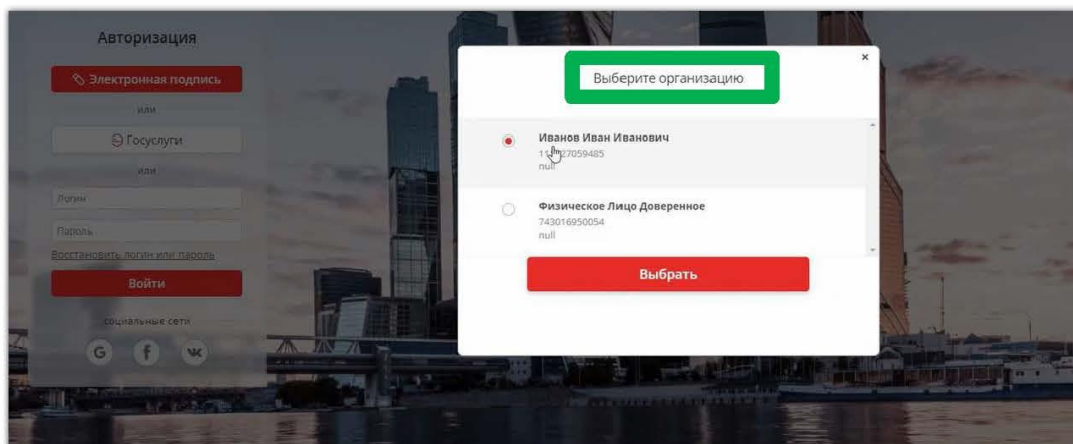 Авторизация
Электронная подпись
или
Госуслуги
или
Логин
Пароль
Восстановить логин или пароль
Войти
социальные сети
Выберите организацию
Иванов Иван Иванович
null
Физическое Лицо Доверенное
743016950054
null
Выбрать